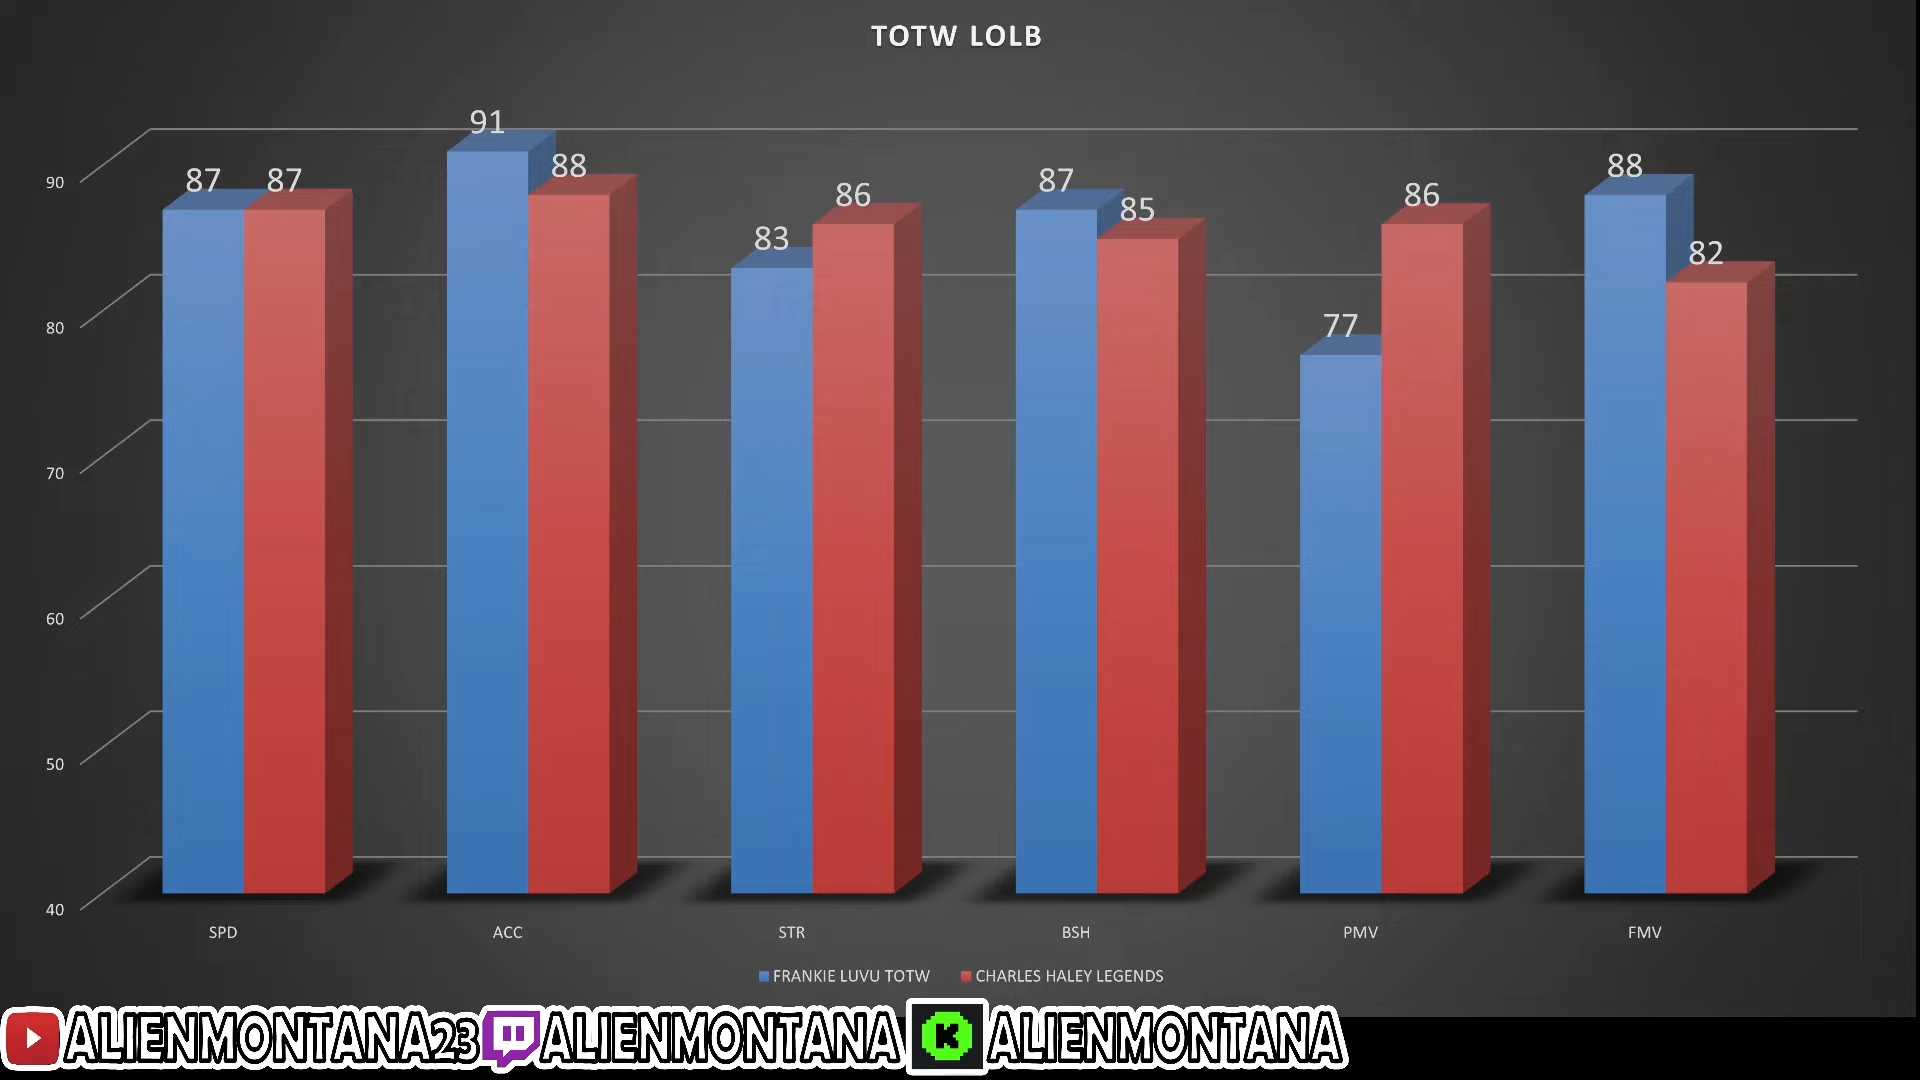 TOTW LOLB
91
87 87 88 86 87 85 86 88
83 82
77
90
80
70
60
50
40
SPD ACC STR BSH PMV FMV
FRANKIE LUVU TOTW CHARLES HALEY LEGENDS
ALIENMONTANA23 ALIENMONTANA K ALIENMONTANA